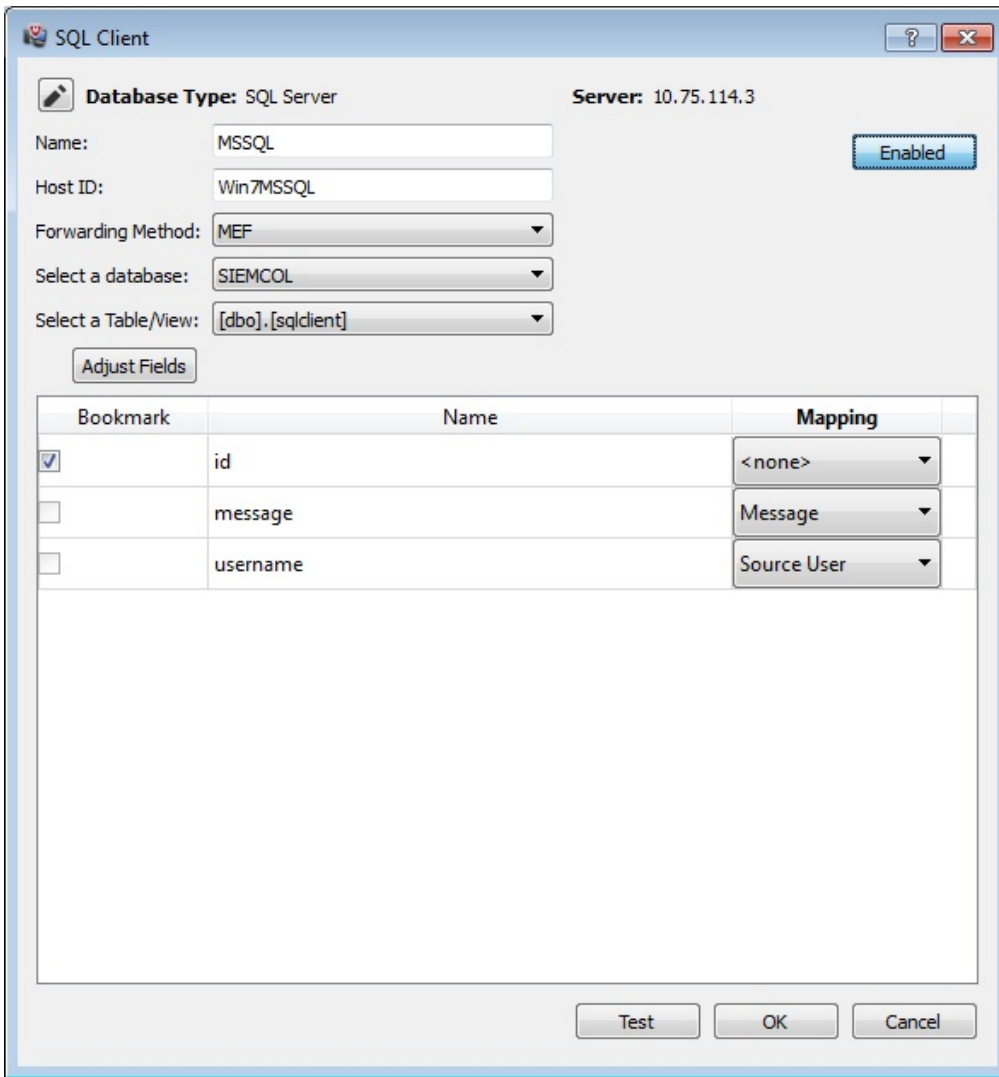 SQL Client
?
Database Type: SQL Server Server: 10.75.114.3
Name: MSSQL
Enabled
Host ID: Win7MSSQL
Forwarding Method: MEF
Select a database: SIEMCOL
Select a Table/View: [dbo].[sqlclient]
Adjust Fields
Bookmark Name Mapping
id <none>
message Message
username Source User
Test OK Cancel